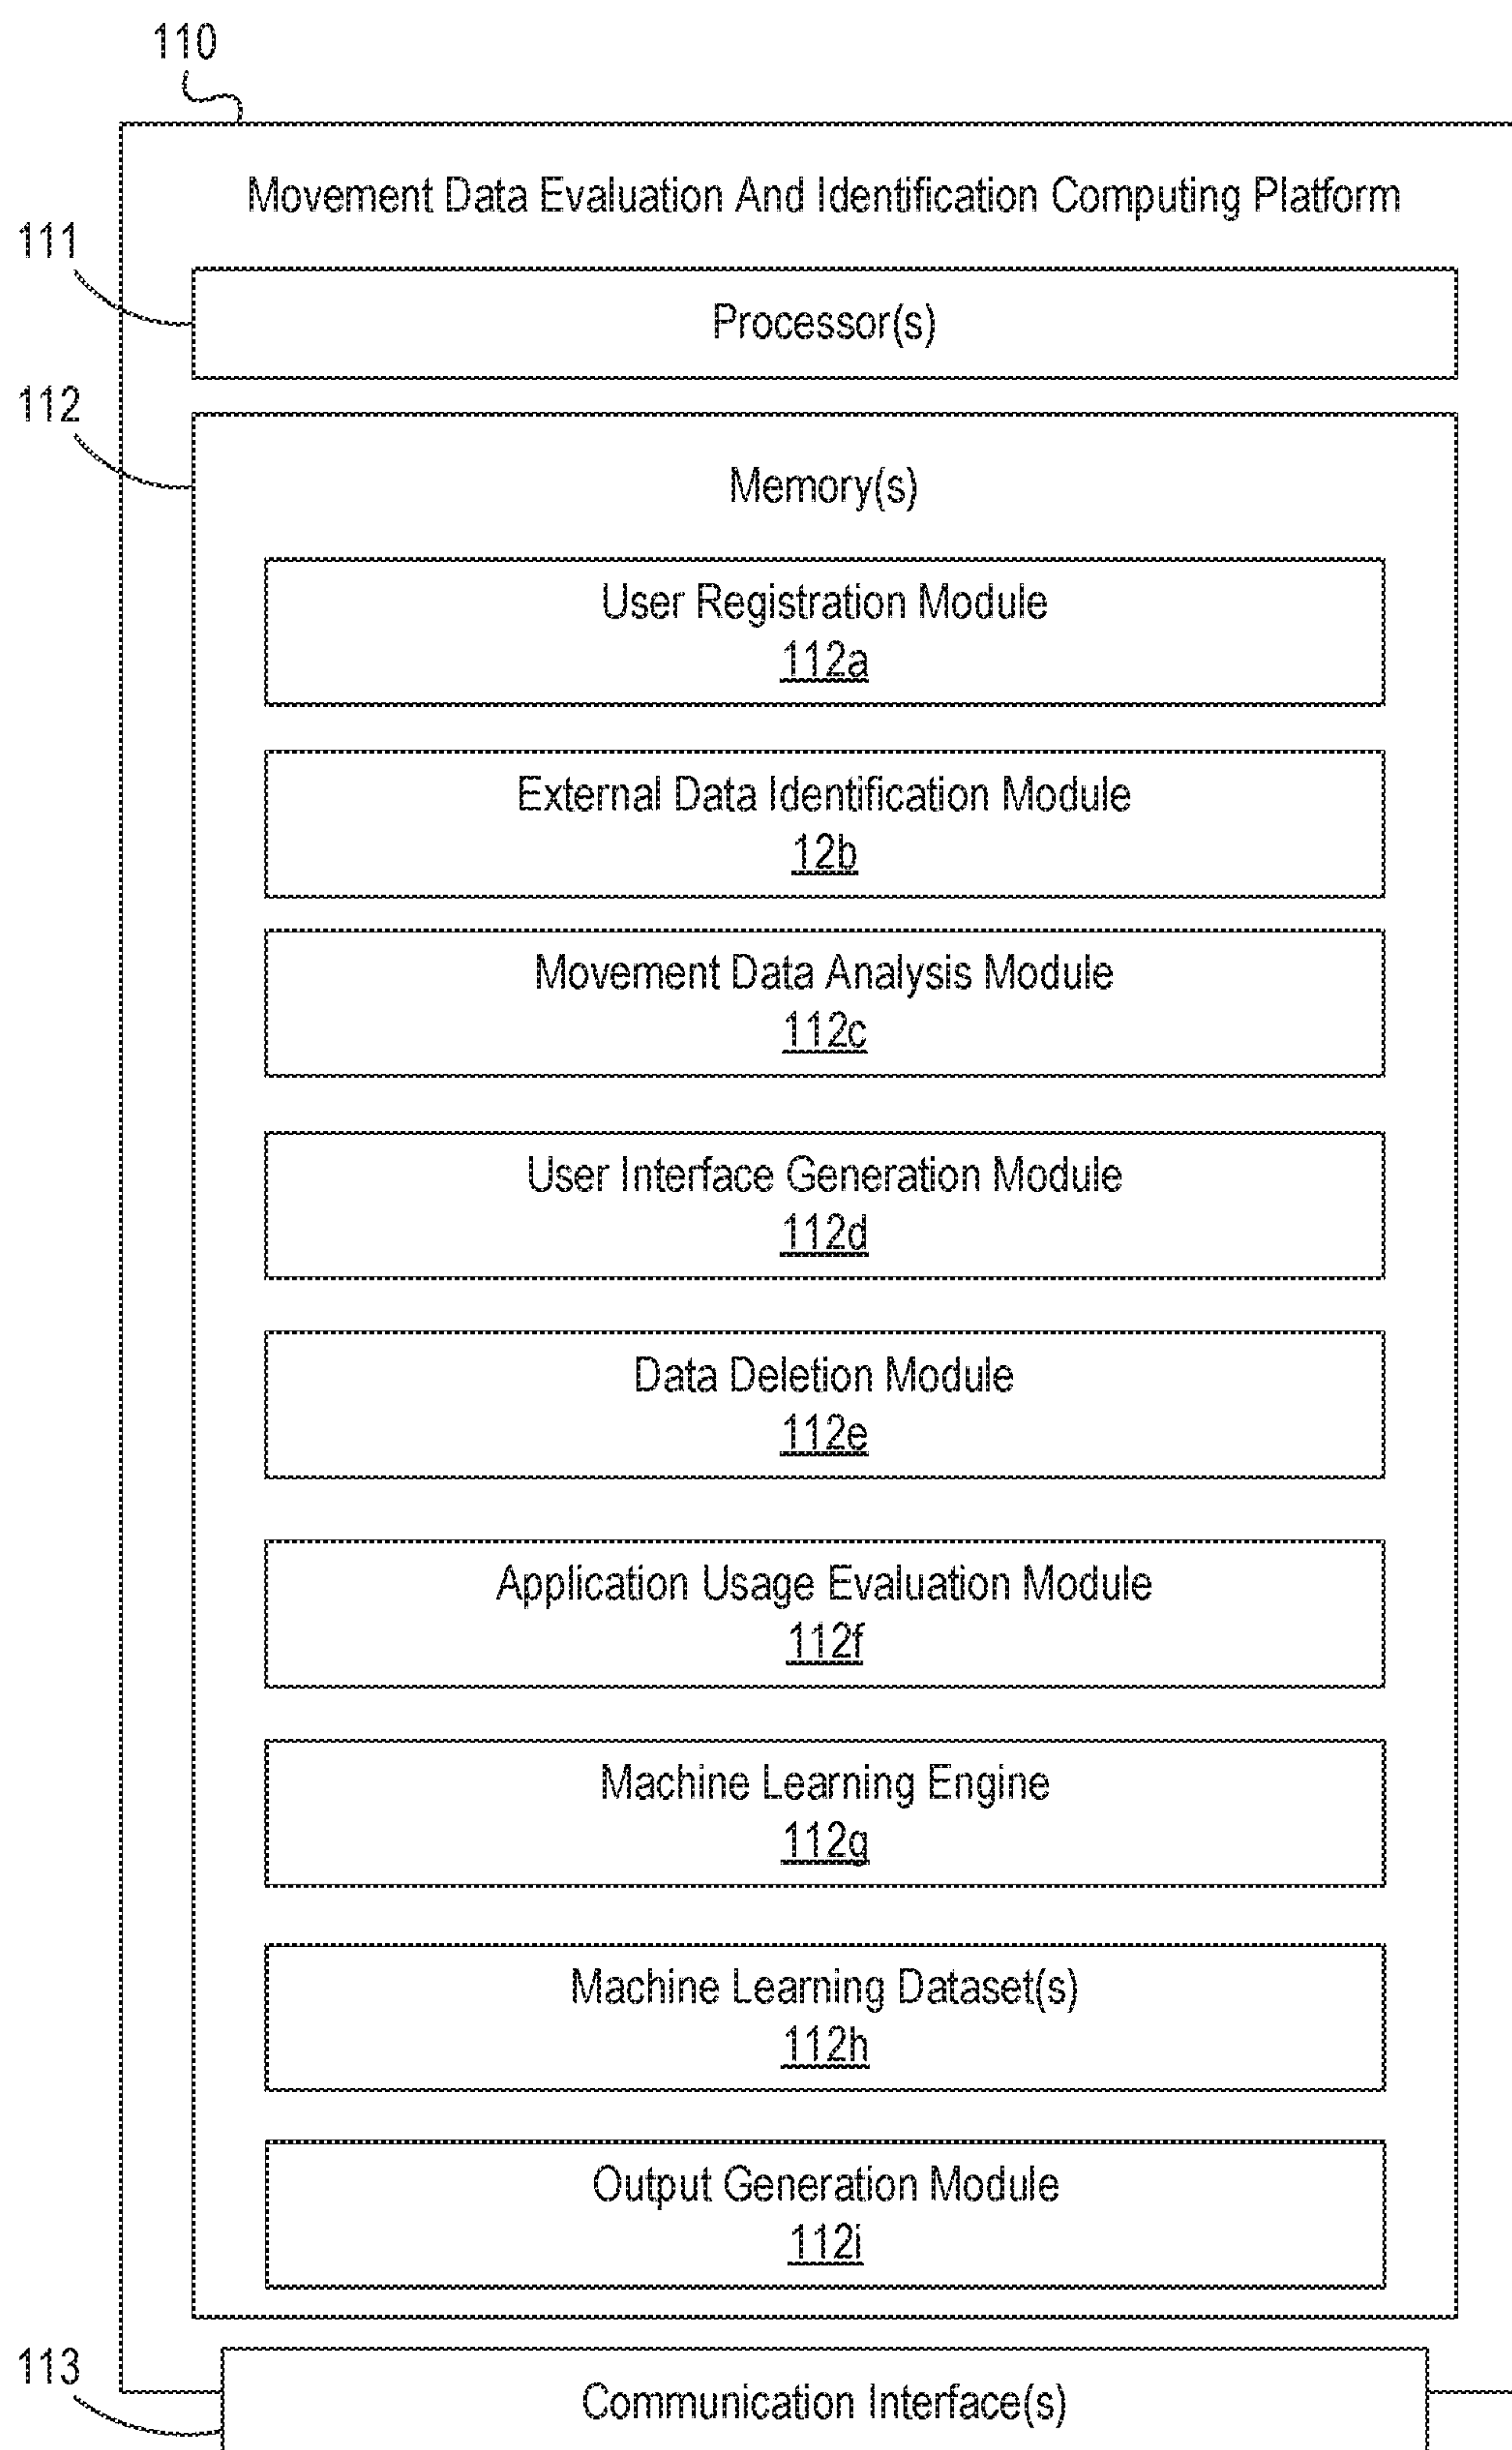 110
Movement Data Evaluation And Identification Computing Platform
111
Processor(s)
112
Memory(s)
User Registration Module
112a
External Data Identification Module
12b
Movement Data Analysis Module
112c
User Interface Generation Module
112d
Data Deletion Module
112e
Application Usage Evaluation Module
112f
Machine Learning Engine
112g
Machine Learning Dataset(s)
112h
Output Generation Module
112i
113
Communication Interface(s)